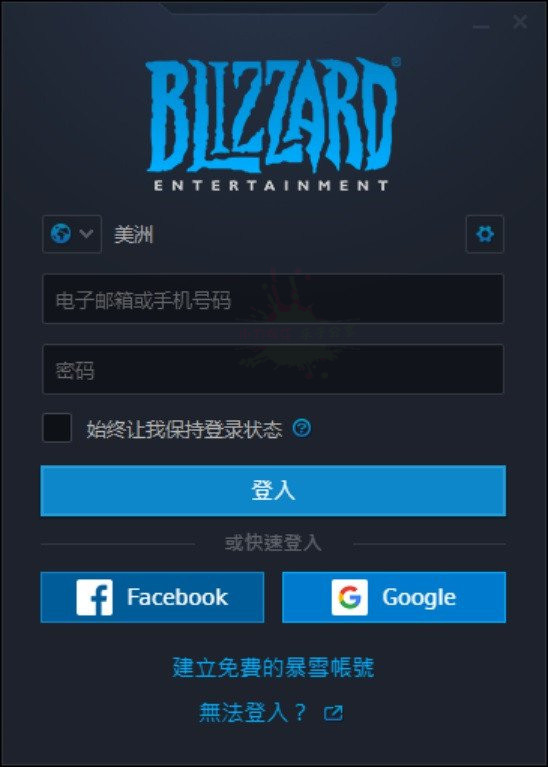 BLIZZARD®
ENTERTAINMENT
美洲
电子邮箱或手机号码
密码
始终让我保持登录状态
登入
或快速登入
Facebook
Google
建立免費的暴雪帳號
無法登入？